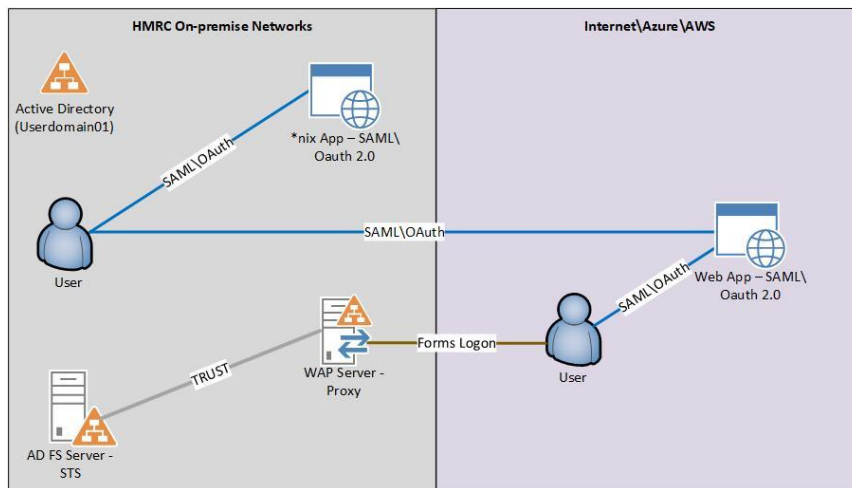 HMRC On-premise Networks
Internet\Azure\AWS
Active Directory
(Userdomain01)
*nix App – SAML\
Oauth 2.0
SAML\OAuth
User
SAML\OAuth
Web App – SAML\
Oauth 2.0
SAML\OAuth
WAP Server -
Proxy
Forms Logon
User
TRUST
AD FS Server -
STS